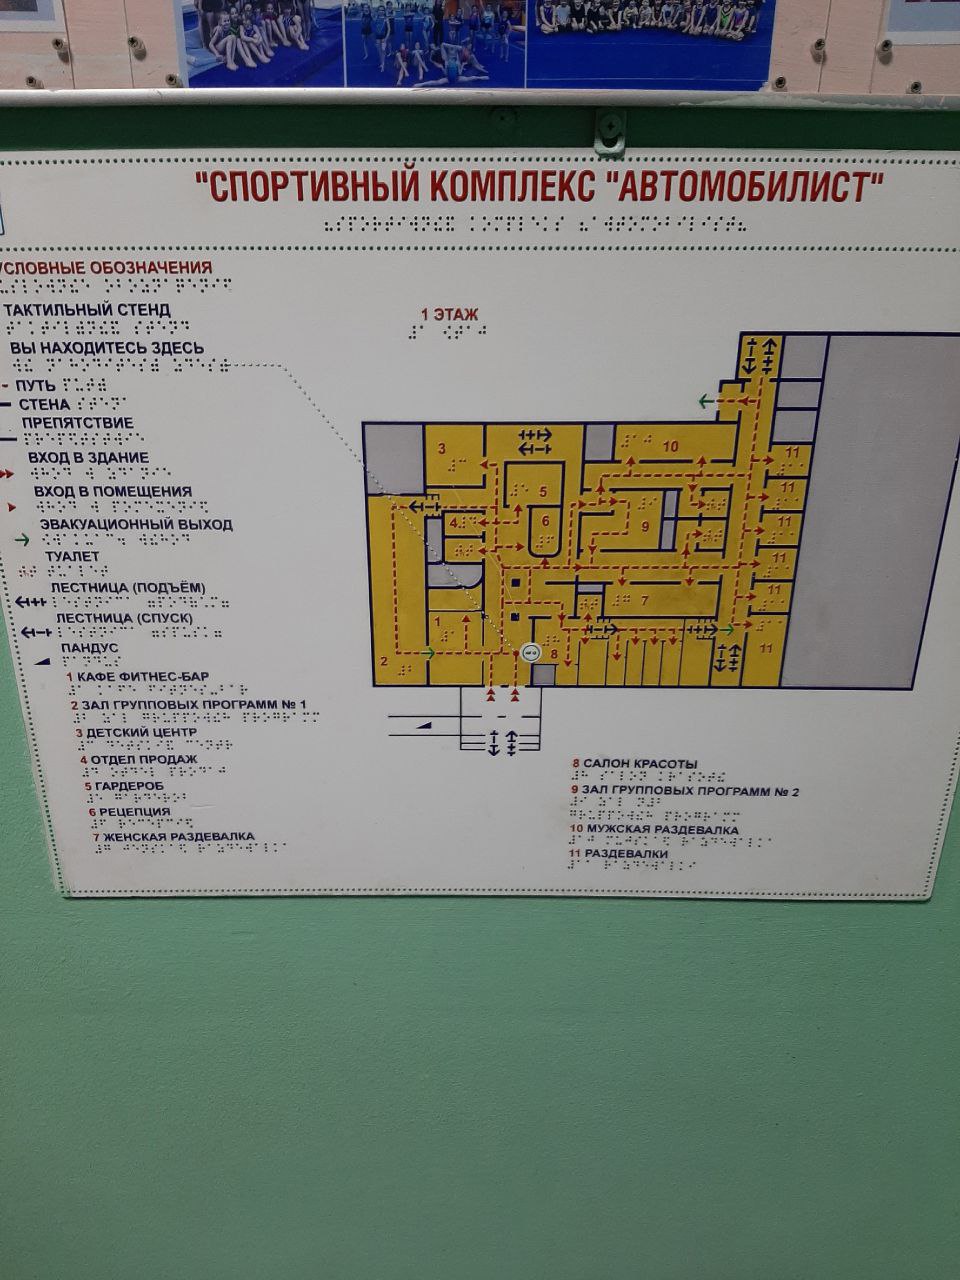 "СПОРТИВНЫЙ КОМПЛЕКС "АВТОМОБИЛИСТ"
УСЛОВНЫЕ ОБОЗНАЧЕНИЯ
ТАКТИЛЬНЫЙ СТЕНД
ВЫ НАХОДИТЕСЬ ЗДЕСЬ
ПУТЬ
СТЕНА
ПРЕПЯТСТВИЕ
ВХОД В ЗДАНИЕ
ВХОД В ПОМЕЩЕНИЯ
ЭВАКУАЦИОННЫЙ ВЫХОД
ТУАЛЕТ
ЛЕСТНИЦА (ПОДЪЁМ)
ЛЕСТНИЦА (СПУСК)
ПАНДУС
1 КАФЕ ФИТНЕС-БАР
2 ЗАЛ ГРУППОВЫХ ПРОГРАММ № 1
3 ДЕТСКИЙ ЦЕНТР
4 ОТДЕЛ ПРОДАЖ
5 ГАРДЕРОБ
6 РЕЦЕПЦИЯ
7 ЖЕНСКАЯ РАЗДЕВАЛКА
1 ЭТАЖ
3
10
11
5
11
4
6
9
11
11
11
7
1
2
8
11
8 САЛОН КРАСОТЫ
9 ЗАЛ ГРУППОВЫХ ПРОГРАММ № 2
10 МУЖСКАЯ РАЗДЕВАЛКА
11 РАЗДЕВАЛКИ